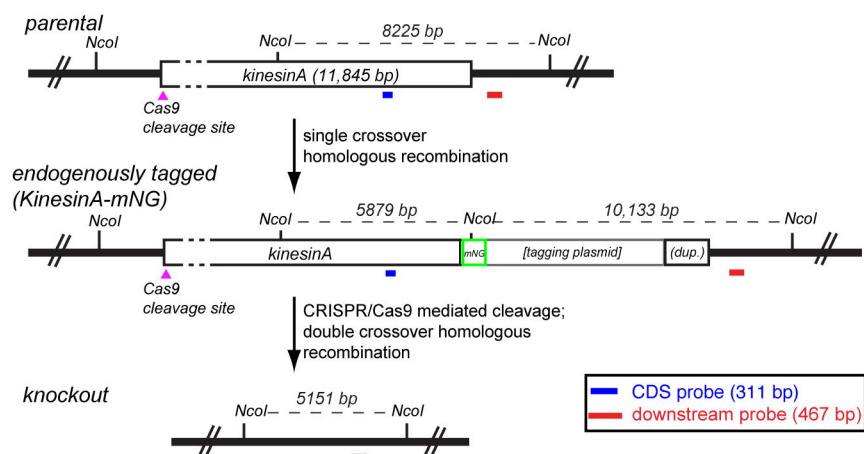 parental
NcoI
NcoI
8225 bp
NcoI
kinesinA (11,845 bp)
Cas9
cleavage site
single crossover
homologous recombination
endogenously tagged
(KinesinA-mNG)
NcoI
NcoI
5879 bp
NcoI
10,133 bp
NcoI
kinesinA
mNG
[tagging plasmid]
(dup.)
Cas9
cleavage site
CRISPR/Cas9 mediated cleavage;
double crossover homologous
recombination
knockout
NcoI
5151 bp
NcoI
CDS probe (311 bp)
downstream probe (467 bp)